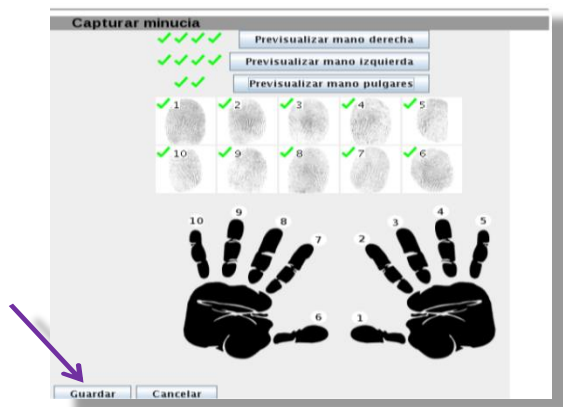 Capturar minucia
Previsualizar mano derecha
Previsualizar mano izquierda
Previsualizar mano pulgares
1 2 3 4 5
10 9 8 7 6
10 9 8 7 2 3 4 5
6 1
Guardar Cancelar